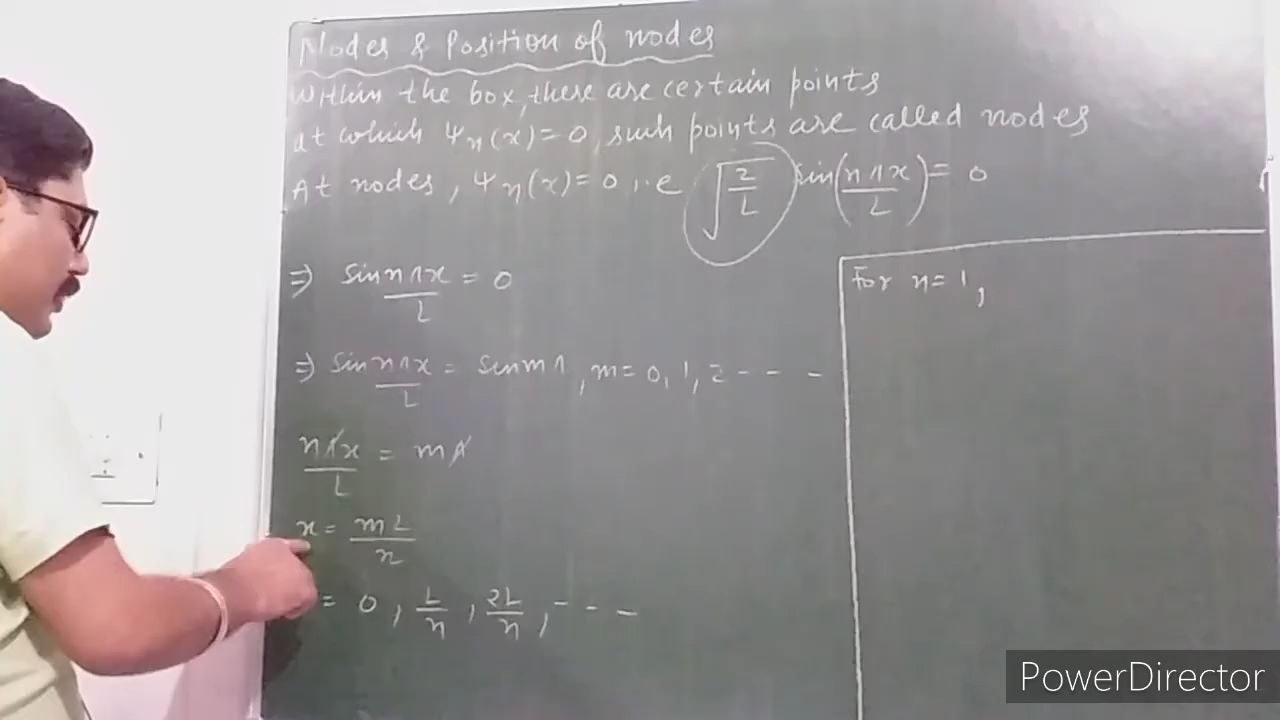 Nodes & Position of nodes
Within the box, there are certain points
at which Ψn(x) = 0, such points are called nodes
At nodes, Ψn(x) = 0 i.e √(2/L) sin(nπx/L) = 0
⇒ sin nπx/L = 0
⇒ sin nπx/L = sin mπ, m = 0, 1, 2 - - -
nπx/L = mπ
x = mL/n
= 0, L/n, 2L/n, - - -
For n = 1,
PowerDirector